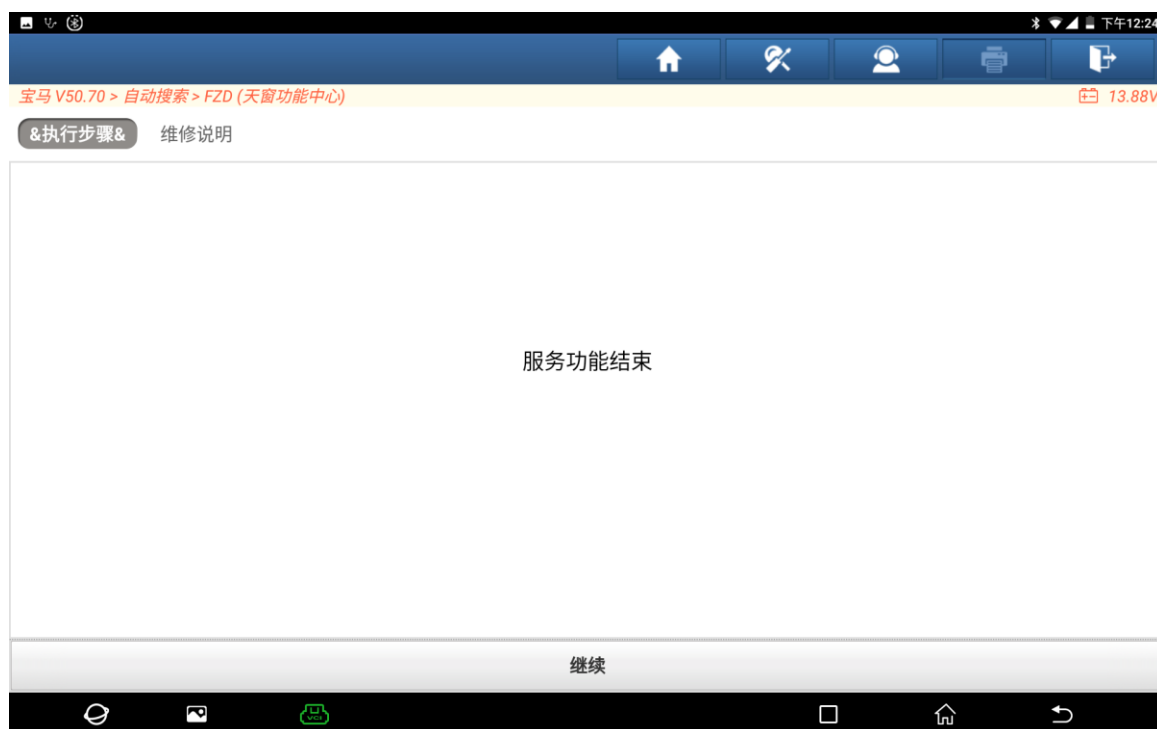 下午12:24
宝马 V50.70 > 自动搜索 > FZD (天窗功能中心)
13.88V
&执行步骤&
维修说明
服务功能结束
继续
VCI